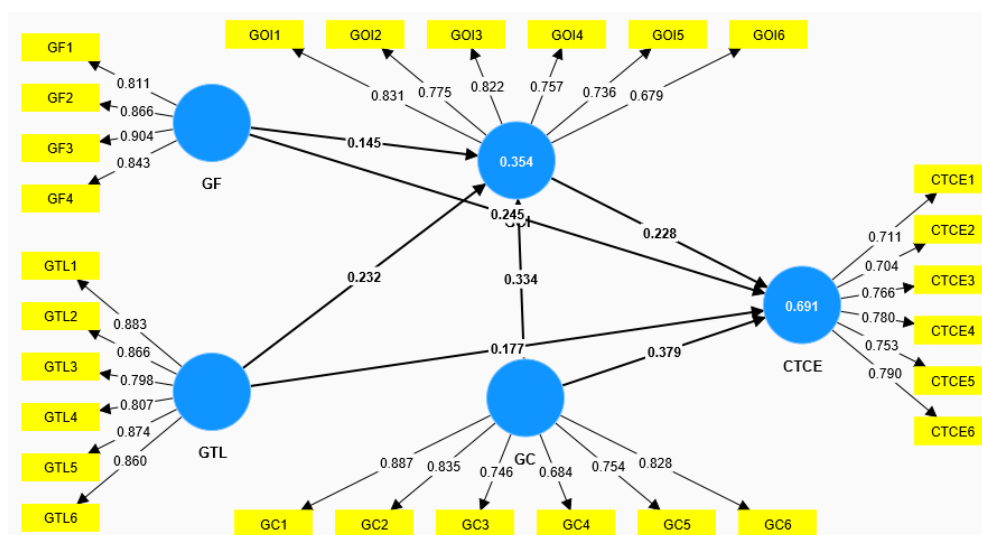 GOI1 GOI2 GOI3 GOI4 GOI5 GOI6
GF1
GF2
GF3
GF4
0.811
0.866
0.904
0.843
GF
0.831 0.775 0.822 0.757 0.736 0.679
0.145
0.354
GOI
0.245
0.228
0.232
0.334
0.177
0.379
CTCE1
CTCE2
CTCE3
CTCE4
CTCE5
CTCE6
0.711
0.704
0.766
0.780
0.753
0.790
0.691
CTCE
GTL1
GTL2
GTL3
GTL4
GTL5
GTL6
0.883
0.866
0.798
0.807
0.874
0.860
GTL
GC
0.887 0.835 0.746 0.684 0.754 0.828
GC1 GC2 GC3 GC4 GC5 GC6